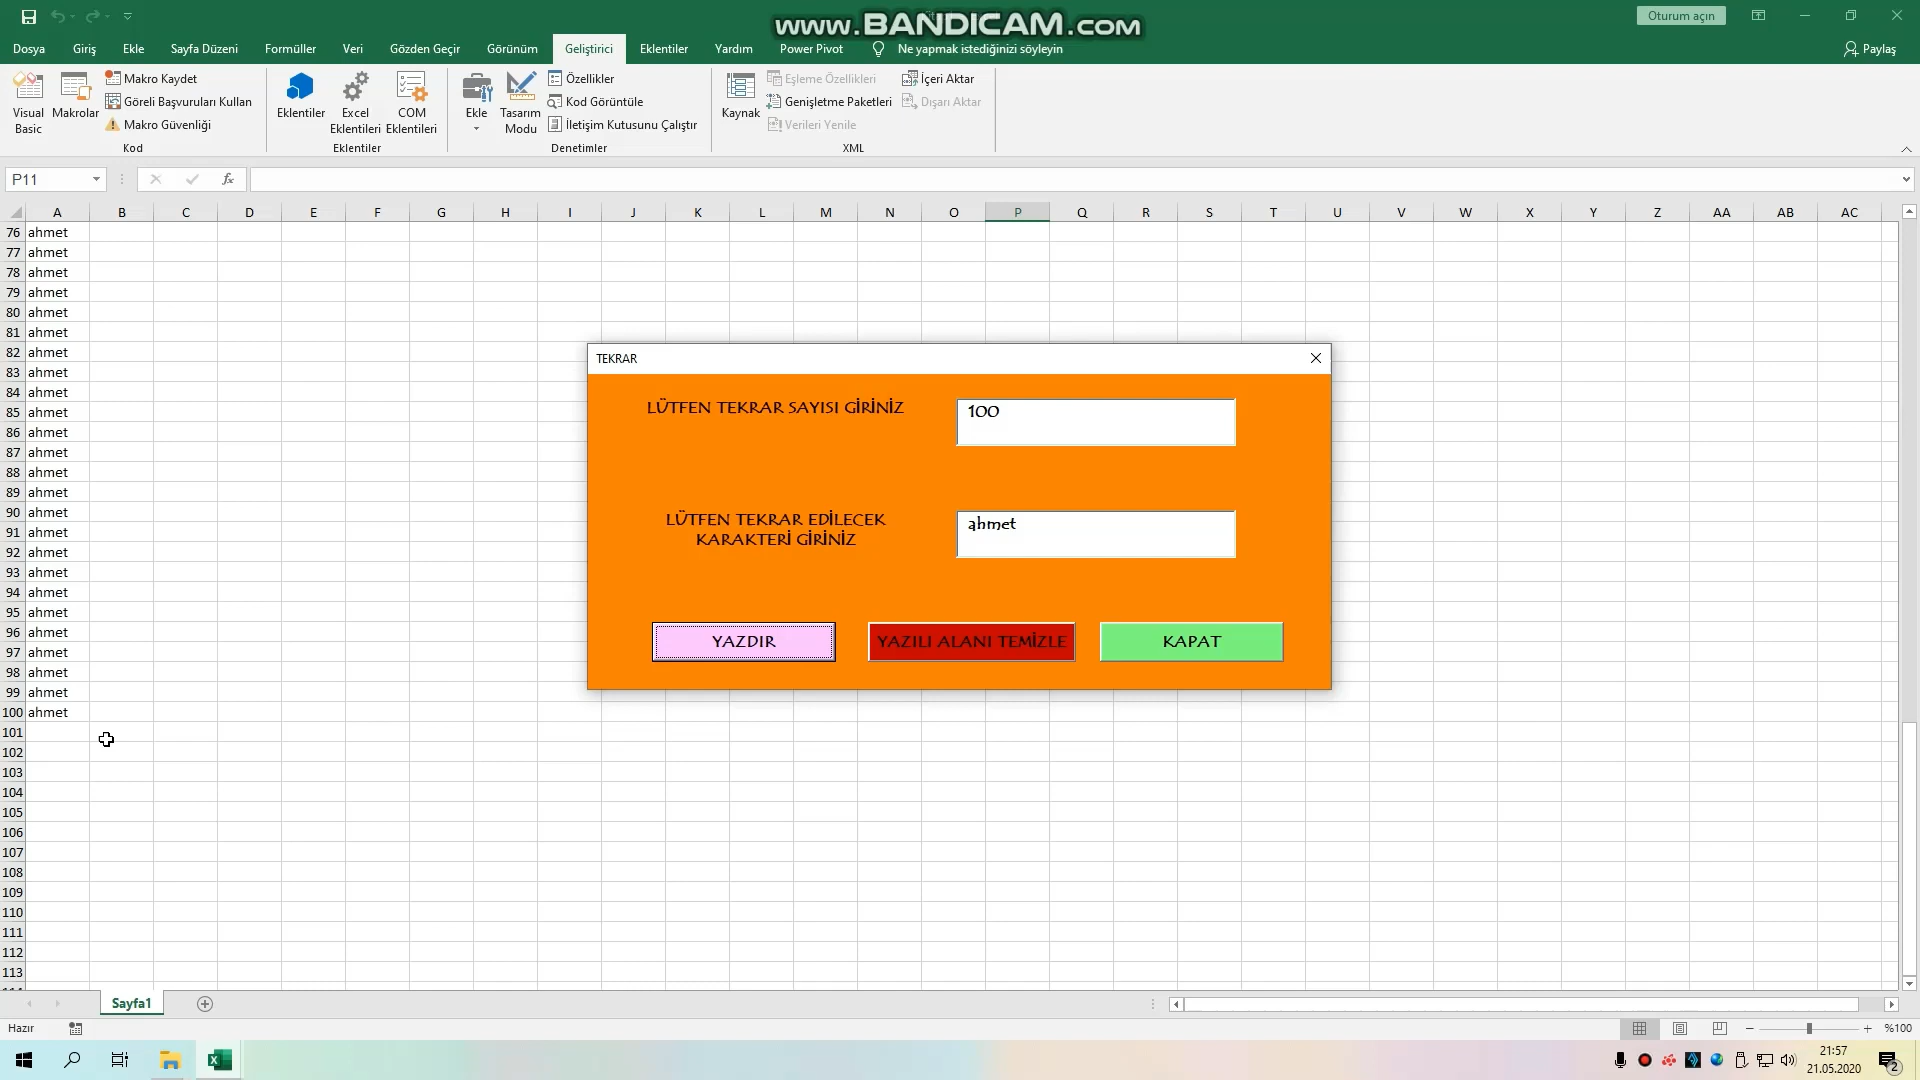 www.BANDICAM.com
Oturum açın
Dosya Giriş Ekle Sayfa Düzeni Formüller Veri Gözden Geçir Görünüm Geliştirici Eklentiler Yardım Power Pivot Ne yapmak istediğinizi söyleyin Paylaş
Visual Basic
Makrolar
Makro Kaydet
Göreli Başvuruları Kullan
Makro Güvenliği
Kod
Eklentiler
Excel Eklentileri
COM Eklentileri
Eklentiler
Ekle
Tasarım Modu
Özellikler
Kod Görüntüle
İletişim Kutusunu Çalıştır
Denetimler
Kaynak
Eşleme Özellikleri
Genişletme Paketleri
Verileri Yenile
İçeri Aktar
Dışarı Aktar
XML
P11
fx
A B C D E F G H I J K L M N O P Q R S T U V W X Y Z AA AB AC
76 ahmet
77 ahmet
78 ahmet
79 ahmet
80 ahmet
81 ahmet
82 ahmet
83 ahmet
84 ahmet
85 ahmet
86 ahmet
87 ahmet
88 ahmet
89 ahmet
90 ahmet
91 ahmet
92 ahmet
93 ahmet
94 ahmet
95 ahmet
96 ahmet
97 ahmet
98 ahmet
99 ahmet
100 ahmet
101
102
103
104
105
106
107
108
109
110
111
112
113
TEKRAR
LÜTFEN TEKRAR SAYISI GİRİNİZ
100
LÜTFEN TEKRAR EDİLECEK
KARAKTERİ GİRİNİZ
ahmet
YAZDIR YAZILI ALANI TEMİZLE KAPAT
Sayfa1
Hazır
%100
21:57
21.05.2020
2